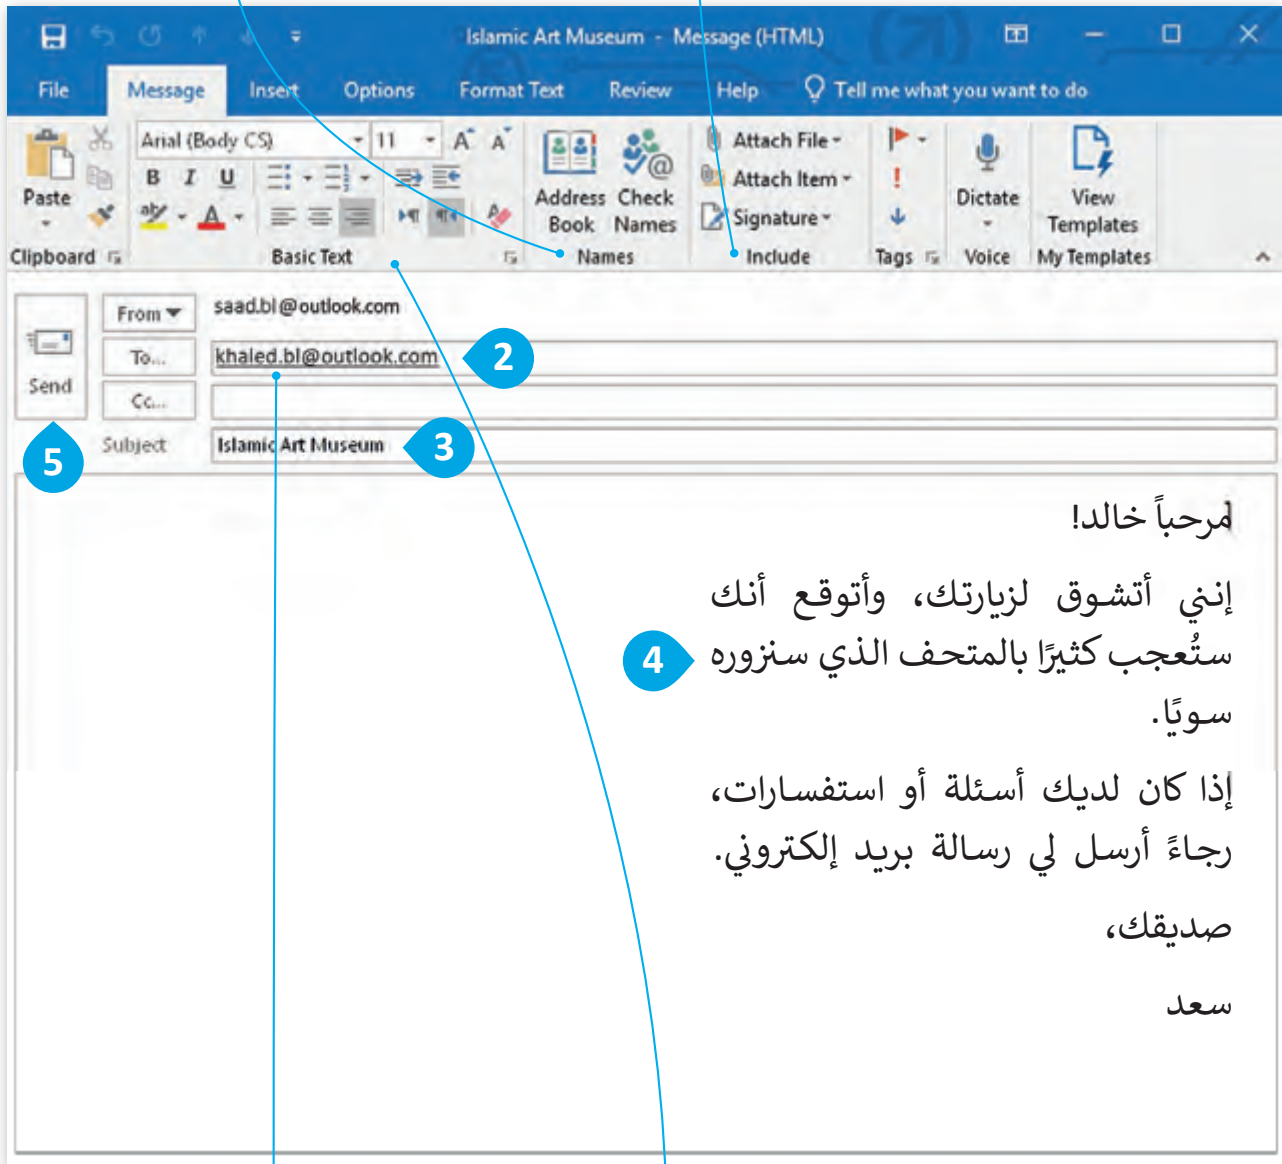 Islamic Art Museum - Message (HTML)
File Message Insert Options Format Text Review Help Tell me what you want to do
Arial (Body CS) 11 A A
Attach File
Paste
B I U
Address Book
Check Names
Attach Item
Dictate
View Templates
aby A
Signature
Clipboard Basic Text Names Include Tags Voice My Templates
From saad.bl@outlook.com
To... khaled.bl@outlook.com 2
Send
Cc...
Subject Islamic Art Museum 3
5
مرحباً خالد!
إنني أتشوق لزيارتك، وأتوقع أنك
ستُعجب كثيرًا بالمتحف الذي سنزوره 4
سويًا.
إذا كان لديك أسئلة أو استفسارات،
رجاءً أرسل لي رسالة بريد إلكتروني.
صديقك،
سعد